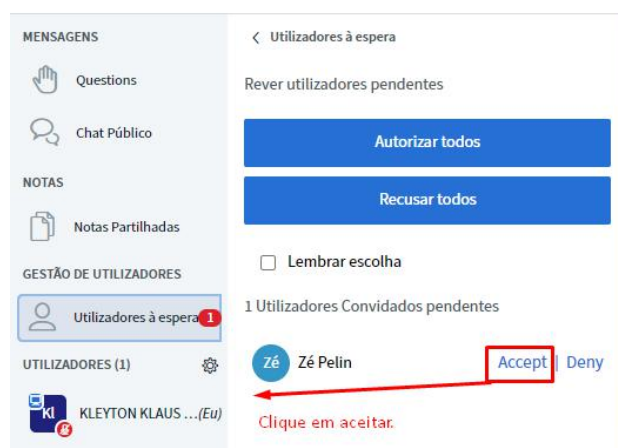 MENSAGENS
Questions
Chat Público
NOTAS
Notas Partilhadas
GESTÃO DE UTILIZADORES
Utilizadores à espera 1
UTILIZADORES (1)
Kl KLEYTON KLAUS ...(Eu)
Utilizadores à espera
Rever utilizadores pendentes
Autorizar todos
Recusar todos
Lembrar escolha
1 Utilizadores Convidados pendentes
Zé Zé Pelin Accept | Deny
Clique em aceitar.